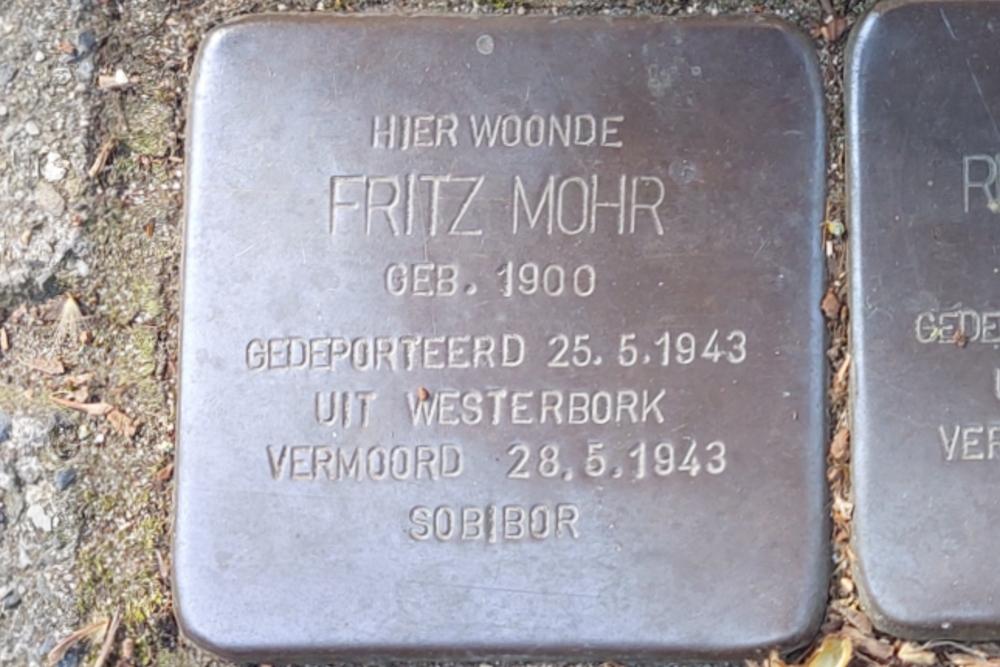 HIER WOONDE
FRITZ MOHR
GEB. 1900
GEDEPORTEERD 25.5.1943
UIT WESTERBORK
VERMOORD 28.5.1943
SOBIBOR